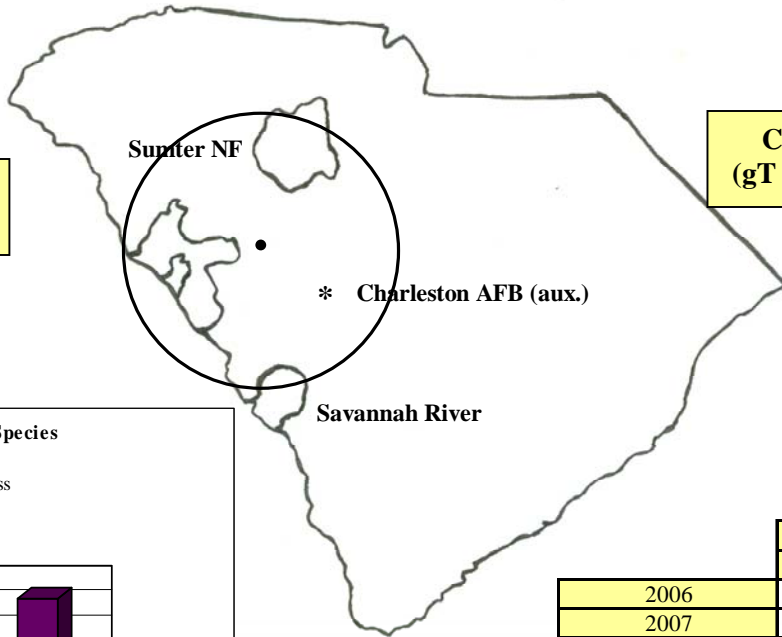 Sumter NF
C
(gT
* Charleston AFB (aux.)
Savannah River
Species
ss
2006
2007